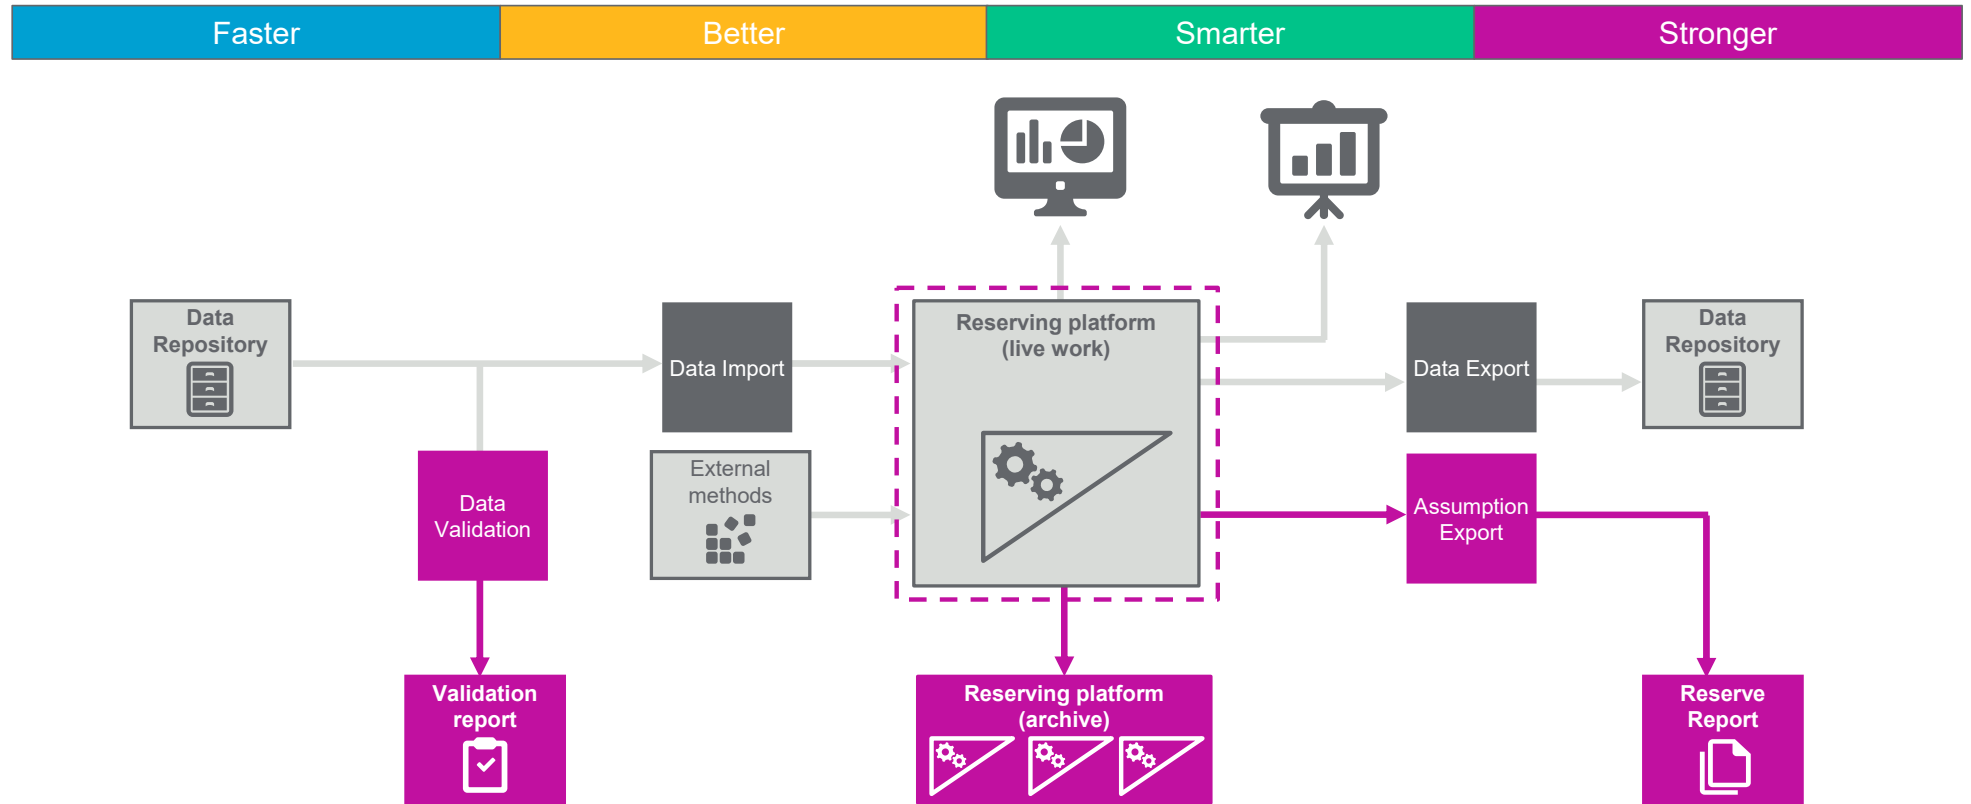 Faster
Better
Smarter
Stronger
Data
Repository
Data Import
Reserving platform
(live work)
Data Export
Data
Repository
Data
Validation
External
methods
Assumption
Export
Validation
report
Reserving platform
(archive)
Reserve
Report